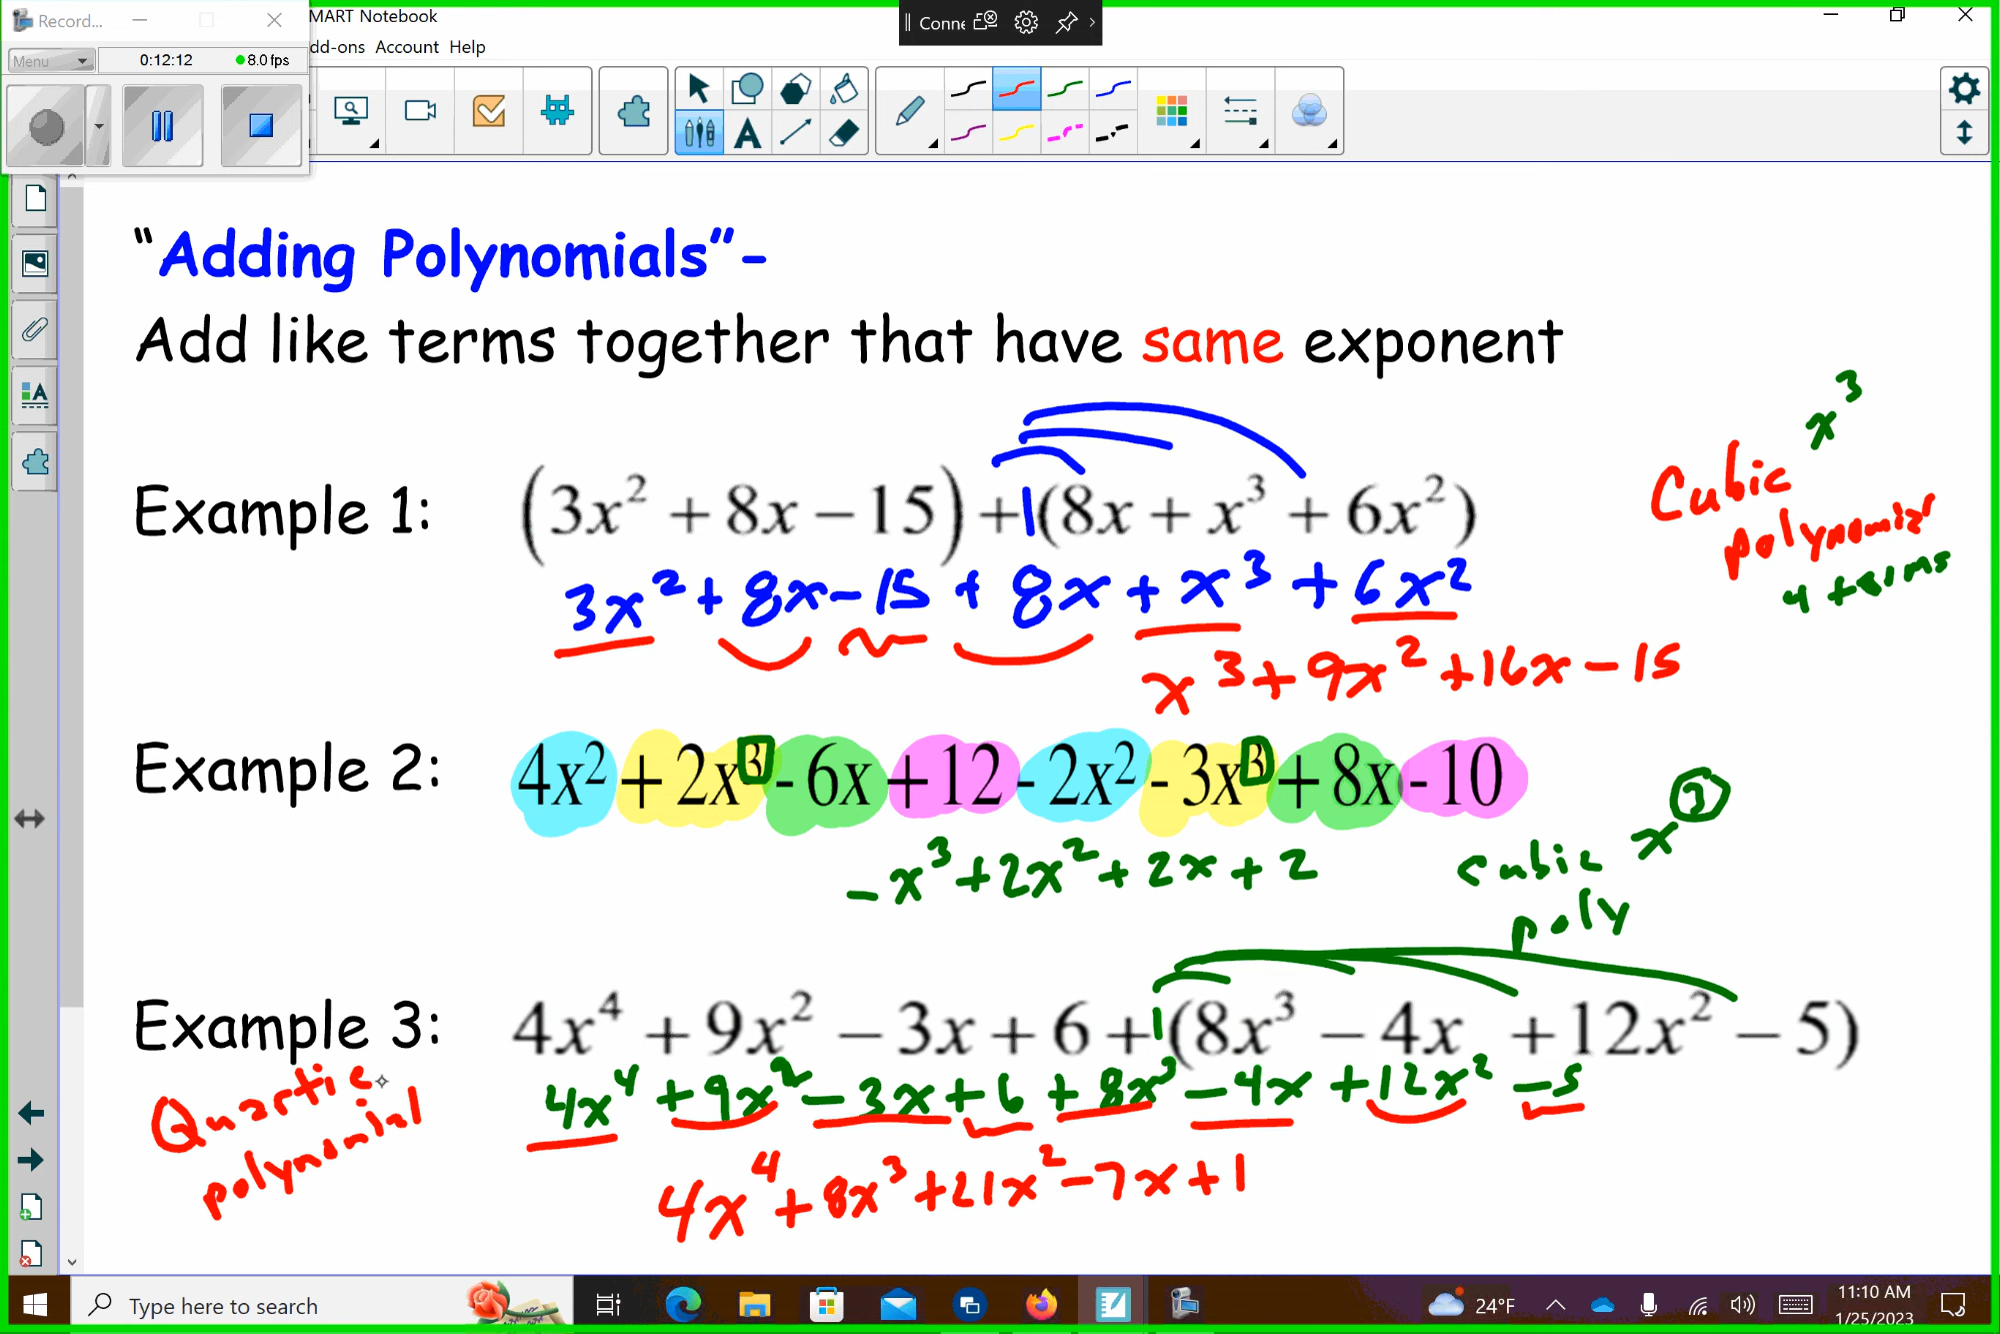 Record...
MART Notebook
Conne
Menu
0:12:12
8.0 fps
dd-ons Account Help
"Adding Polynomials"-
Add like terms together that have same exponent
x³
Cubic
polynomial
4 terms
Example 1: (3x² + 8x − 15) +1(8x + x³ + 6x²)
3x² + 8x − 15 + 8x + x³ + 6x²
x³ + 9x² + 16x − 15
Example 2: 4x² + 2x³ - 6x + 12 - 2x² - 3x³ + 8x - 10
−x³ + 2x² + 2x + 2
cubic x³
poly
Example 3: 4x⁴ + 9x² − 3x + 6 +1(8x³ − 4x + 12x² − 5)
4x⁴ + 9x² − 3x + 6 + 8x³ − 4x + 12x² − 5
Quartic
polynomial
4x⁴ + 8x³ + 21x² − 7x + 1
Type here to search
24°F
11:10 AM
1/25/2023